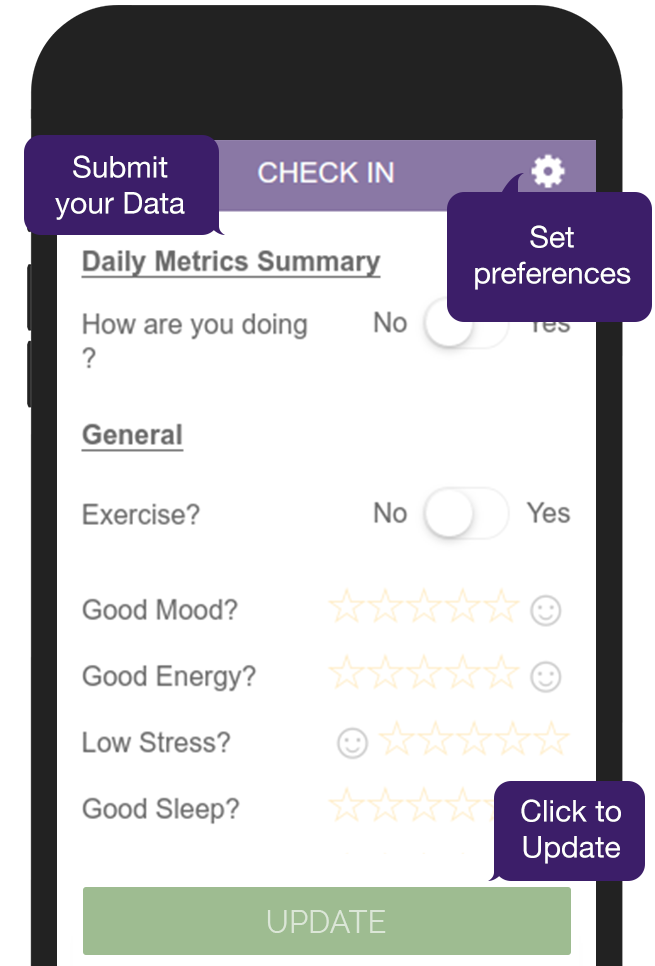 Submit
your Data
CHECK IN
Set
preferences
Daily Metrics Summary
How are you doing
?
No
Yes
General
Exercise?
No
Yes
Good Mood?
Good Energy?
Low Stress?
Good Sleep?
Click to
Update
UPDATE